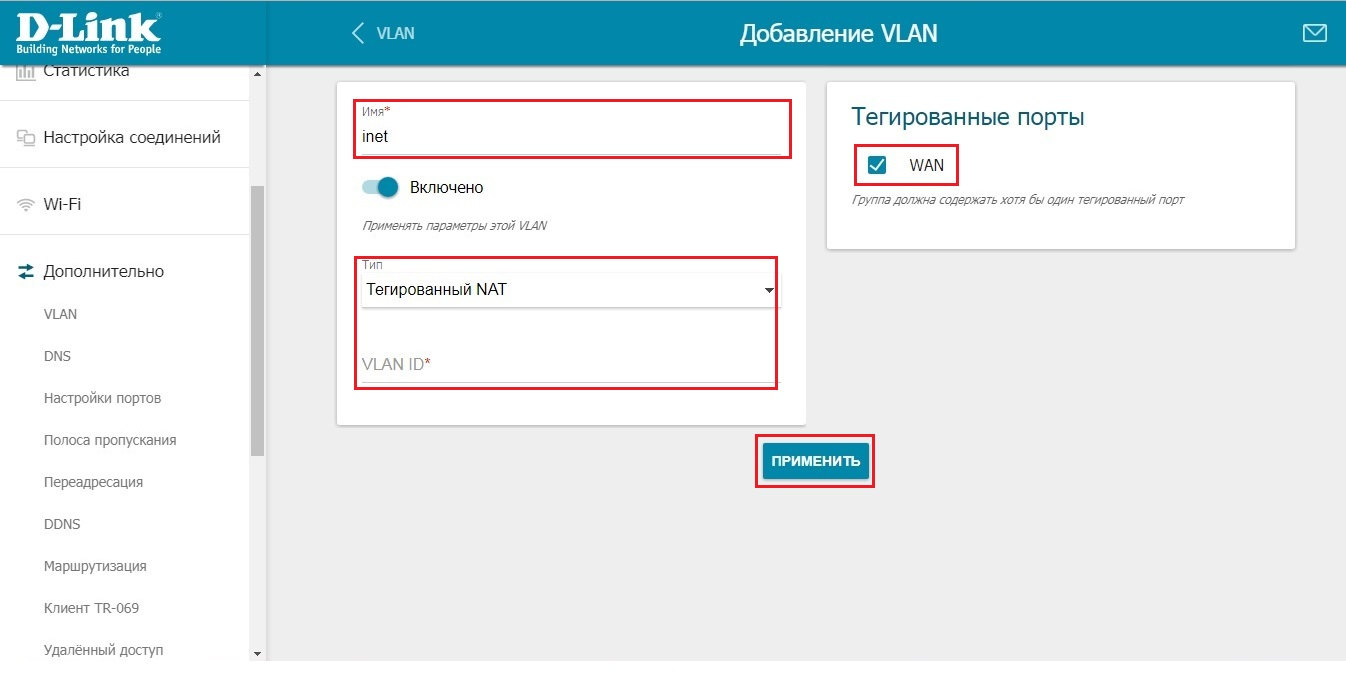 D-Link
Building Networks for People
VLAN
Добавление VLAN
Статистика
Настройка соединений
Wi-Fi
Дополнительно
VLAN
DNS
Настройки портов
Полоса пропускания
Переадресация
DDNS
Маршрутизация
Клиент TR-069
Удалённый доступ
Имя*
inet
Включено
Применять параметры этой VLAN
Тип
Тегированный NAT
VLAN ID*
Тегированные порты
WAN
Группа должна содержать хотя бы один тегированный порт
ПРИМЕНИТЬ